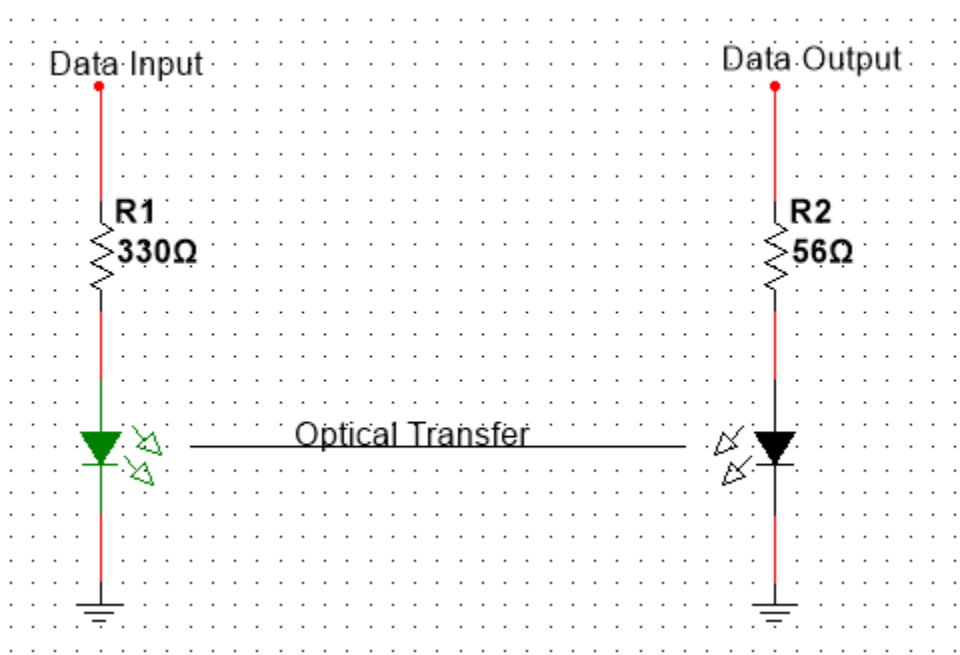 Data Input
Data Output
R1
330Ω
R2
56Ω
Optical Transfer